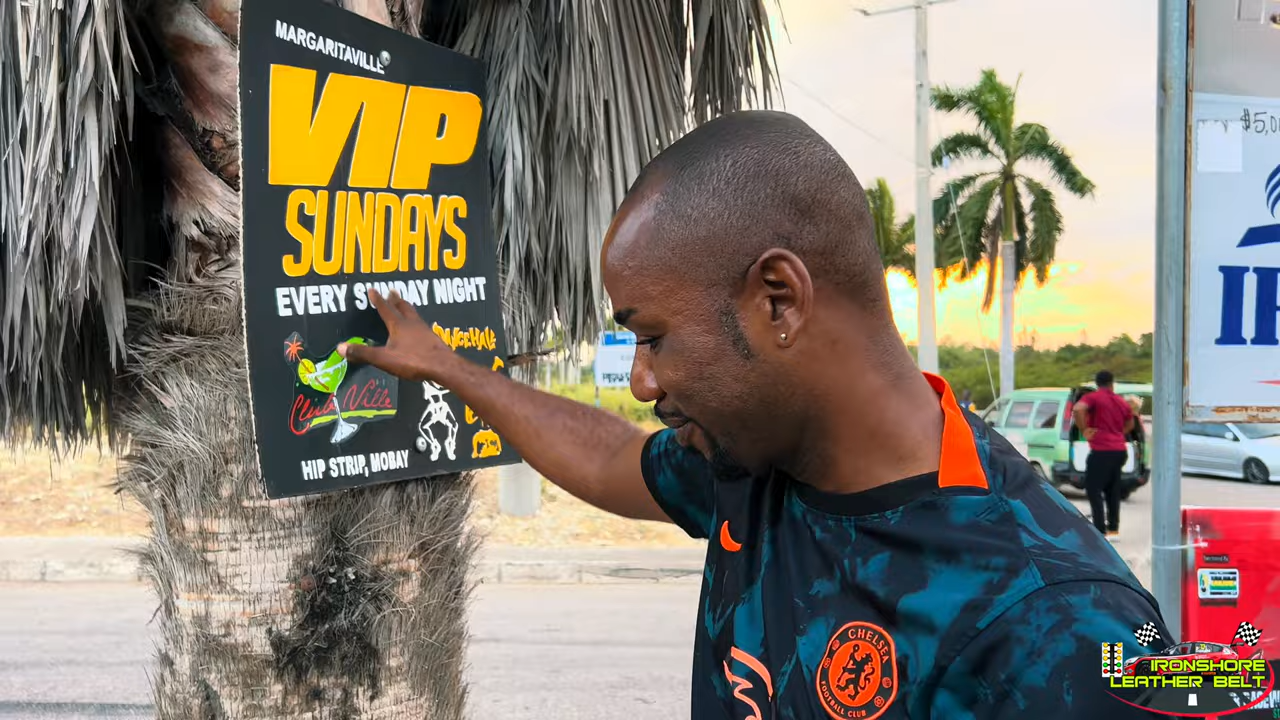 MARGARITAVILLE
VIP
SUNDAYS
EVERY SUNDAY NIGHT
DANCEHALL
Club Ville
HIP STRIP, MOBAY
$5,0
CHELSEA
FOOTBALL CLUB
IRONSHORE
LEATHER BELT